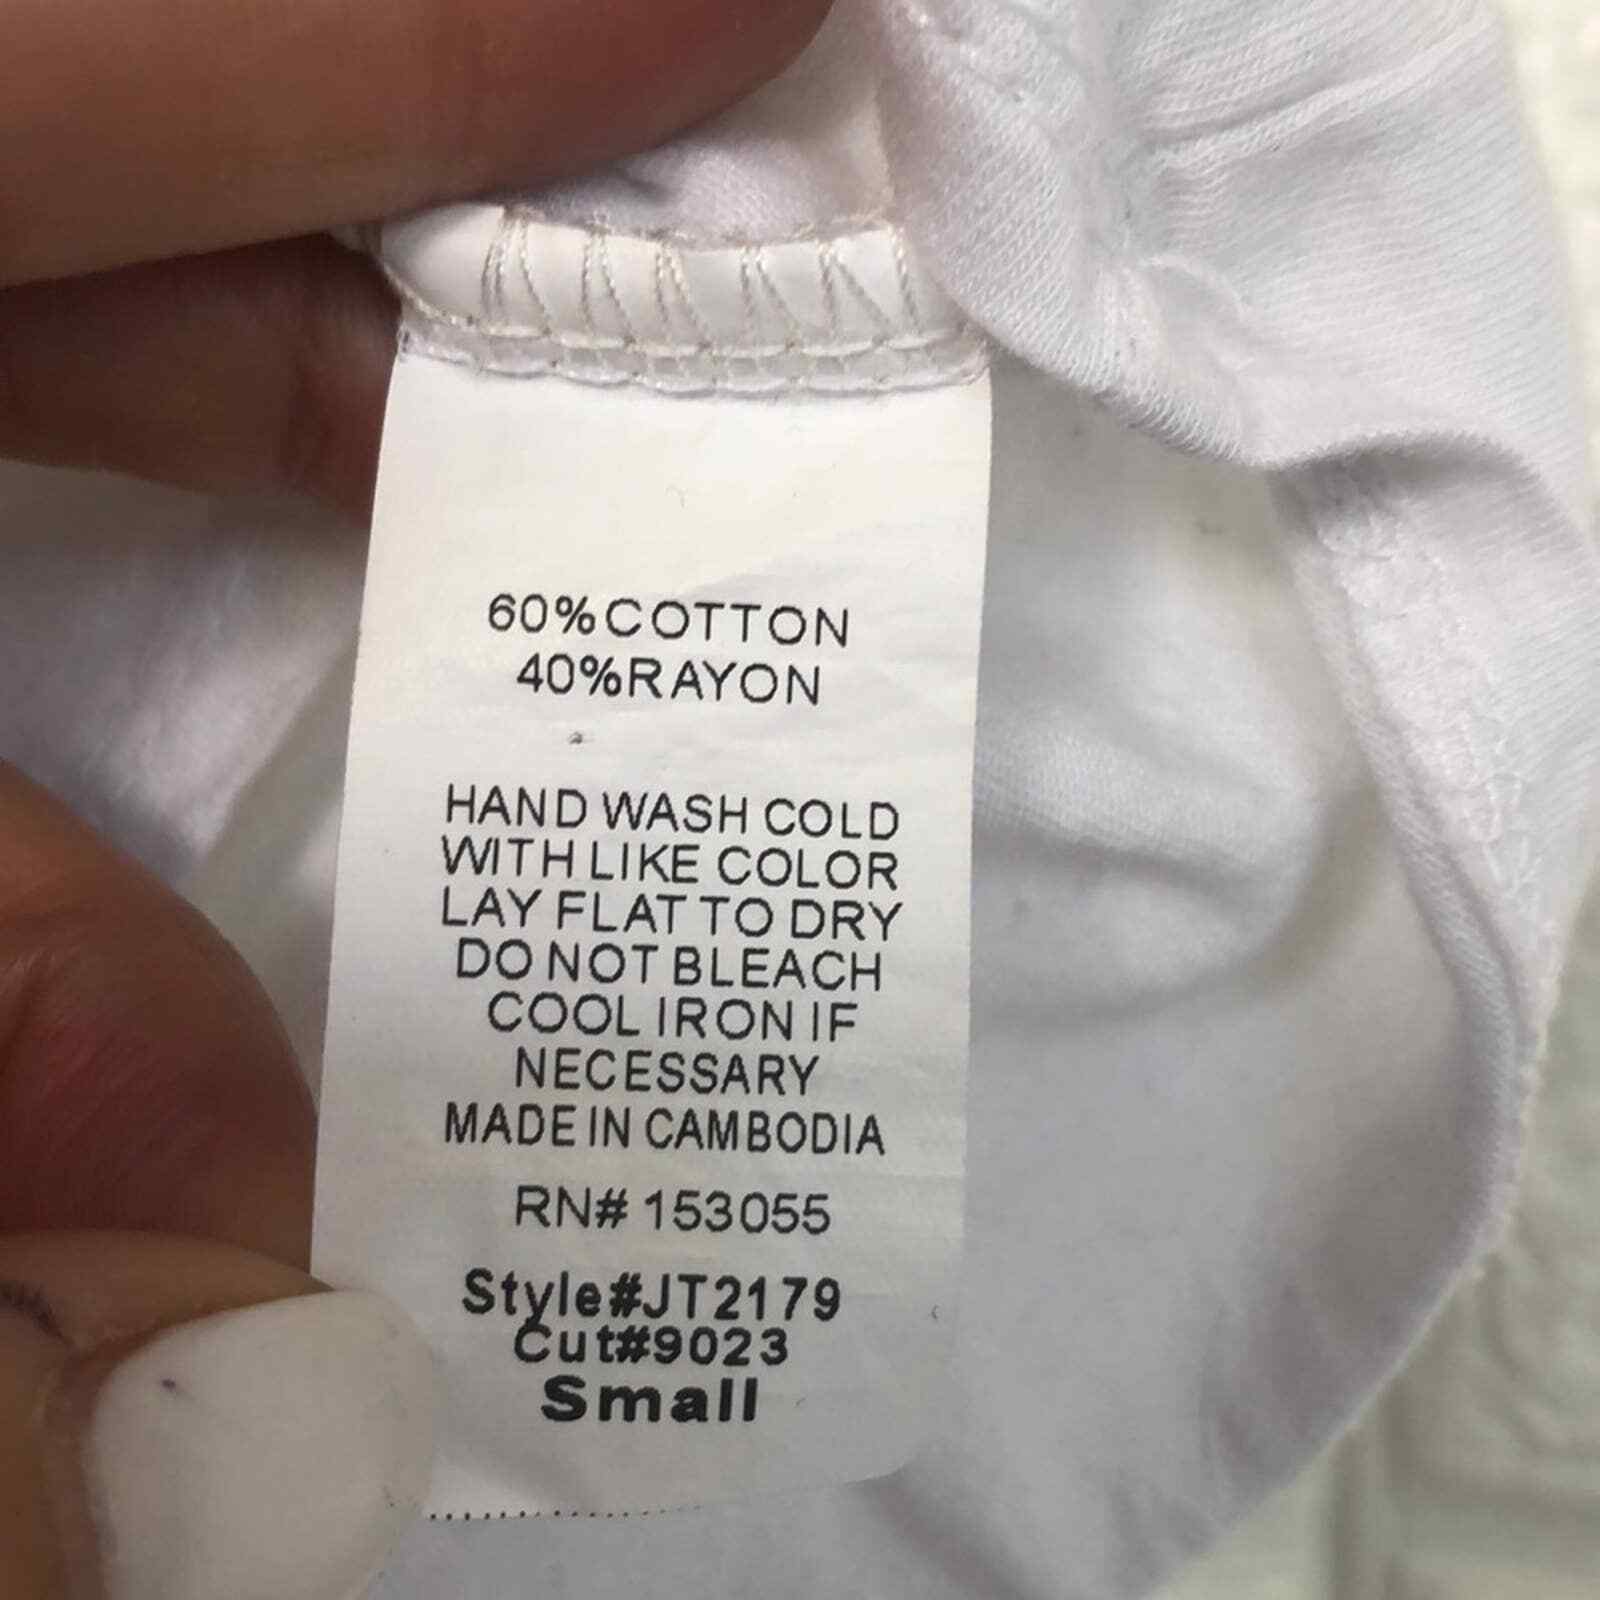 60%COTTON
40%RAYON
HAND WASH COLD
WITH LIKE COLOR
LAY FLAT TO DRY
DO NOT BLEACH
COOL IRON IF
NECESSARY
MADE IN CAMBODIA
RN# 153055
Style#JT2179
Cut#9023
Small